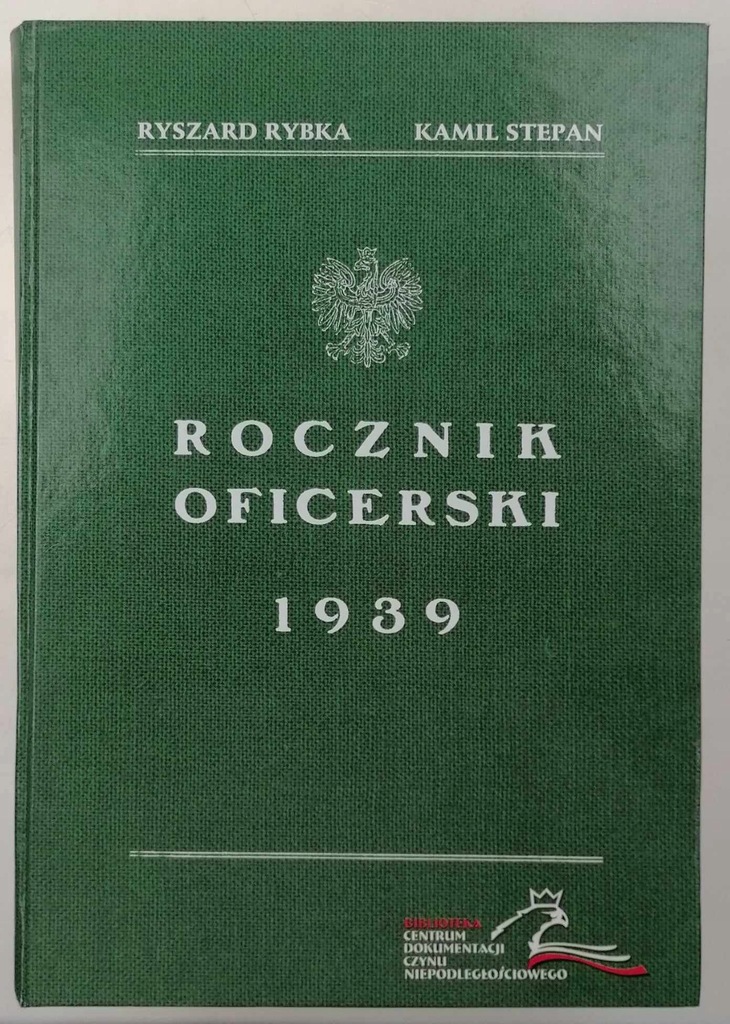 RYSZARD RYBKA KAMIL STEPAN
ROCZNIK
OFICERSKI
1939
BIBLIOTEKA
CENTRUM
DOKUMENTACJI
CZYNU
NIEPODLEGŁOŚCIOWEGO